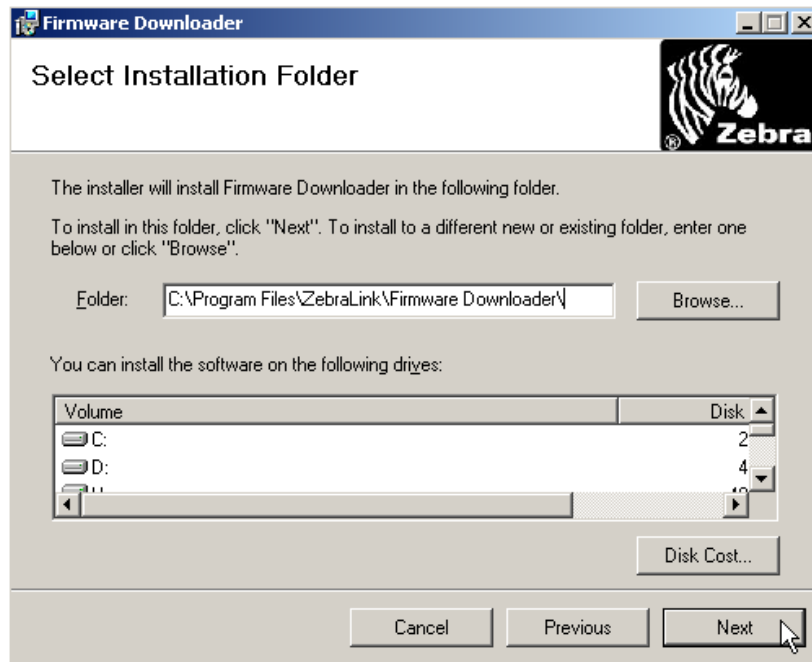 Firmware Downloader
Select Installation Folder
® Zebra
The installer will install Firmware Downloader in the following folder.
To install in this folder, click "Next". To install to a different new or existing folder, enter one
below or click "Browse".
Folder: C:\Program Files\ZebraLink\Firmware Downloader\ Browse...
You can install the software on the following drives:
Volume Disk
C: 2
D: 4
Disk Cost...
Cancel Previous Next